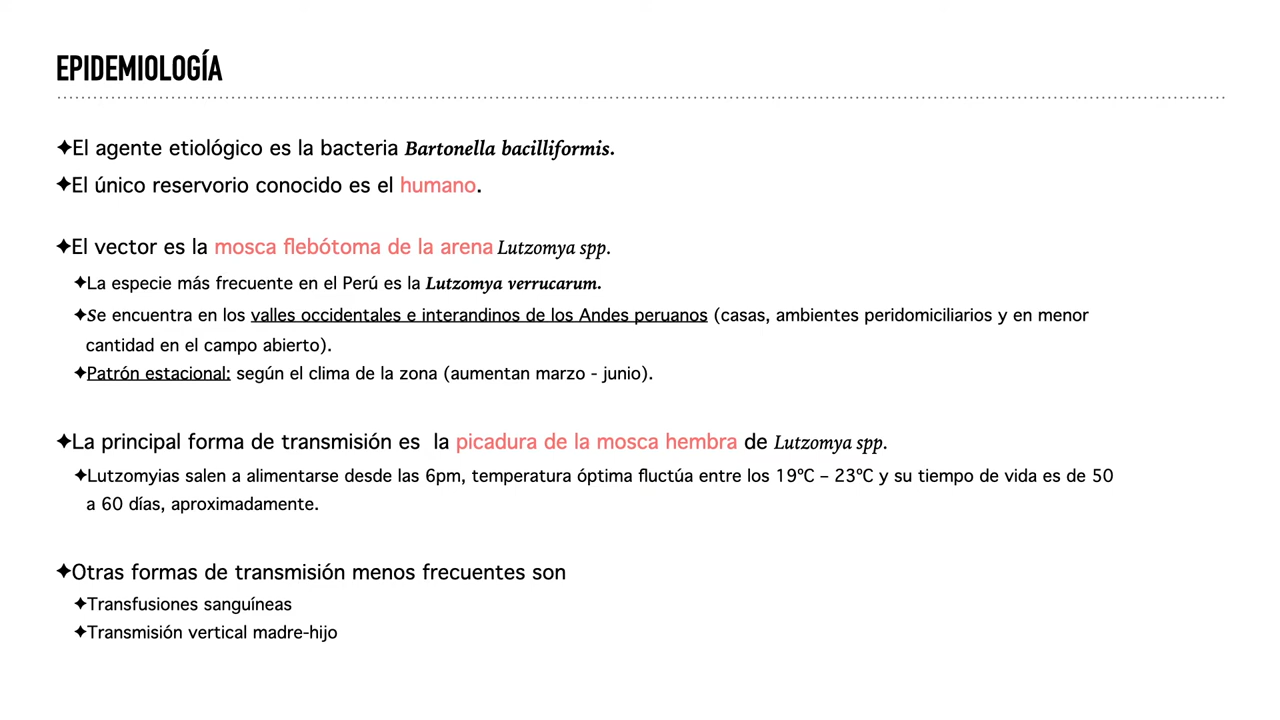 EPIDEMIOLOGÍA
✦El agente etiológico es la bacteria Bartonella bacilliformis.
✦El único reservorio conocido es el humano.
✦El vector es la mosca flebótoma de la arena Lutzomya spp.
✦La especie más frecuente en el Perú es la Lutzomya verrucarum.
✦Se encuentra en los valles occidentales e interandinos de los Andes peruanos (casas, ambientes peridomiciliarios y en menor
cantidad en el campo abierto).
✦Patrón estacional: según el clima de la zona (aumentan marzo - junio).
✦La principal forma de transmisión es la picadura de la mosca hembra de Lutzomya spp.
✦Lutzomyias salen a alimentarse desde las 6pm, temperatura óptima fluctúa entre los 19ºC – 23ºC y su tiempo de vida es de 50
a 60 días, aproximadamente.
✦Otras formas de transmisión menos frecuentes son
✦Transfusiones sanguíneas
✦Transmisión vertical madre-hijo